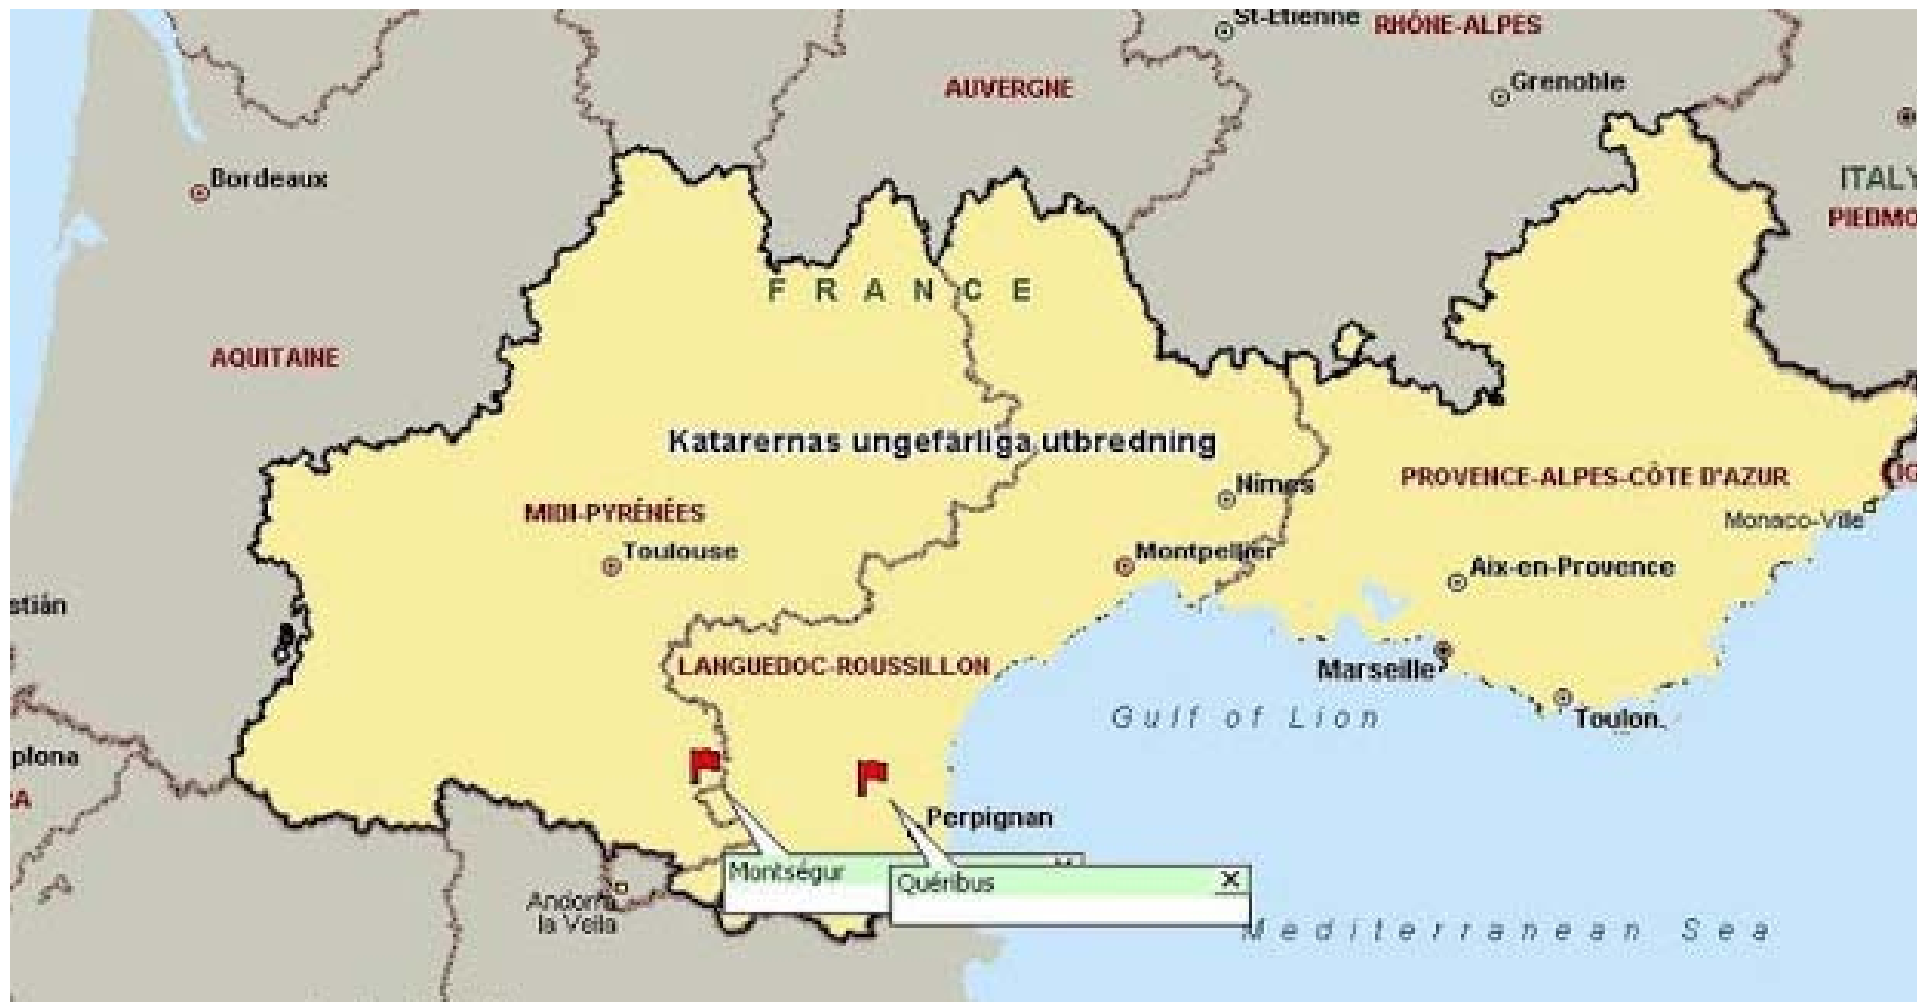 St-Etienne
RHÔNE-ALPES
AUVERGNE
Grenoble
Bordeaux
ITALY
FRANCE
AQUITAINE
Katarernas ungefärliga utbredning
PROVENCE-ALPES-CÔTE D'AZUR
Nimes
MIDI-PYRÉNÉES
Monaco-Ville
Toulouse
Montpellier
Aix-en-Provence
stián
LANGUEDOC-ROUSSILLON
Marseille
Gulf of Lion
Toulon
plona
RA
Perpignan
Montségur
Quéribus
Andorra
la Vella
Mediterranean Sea